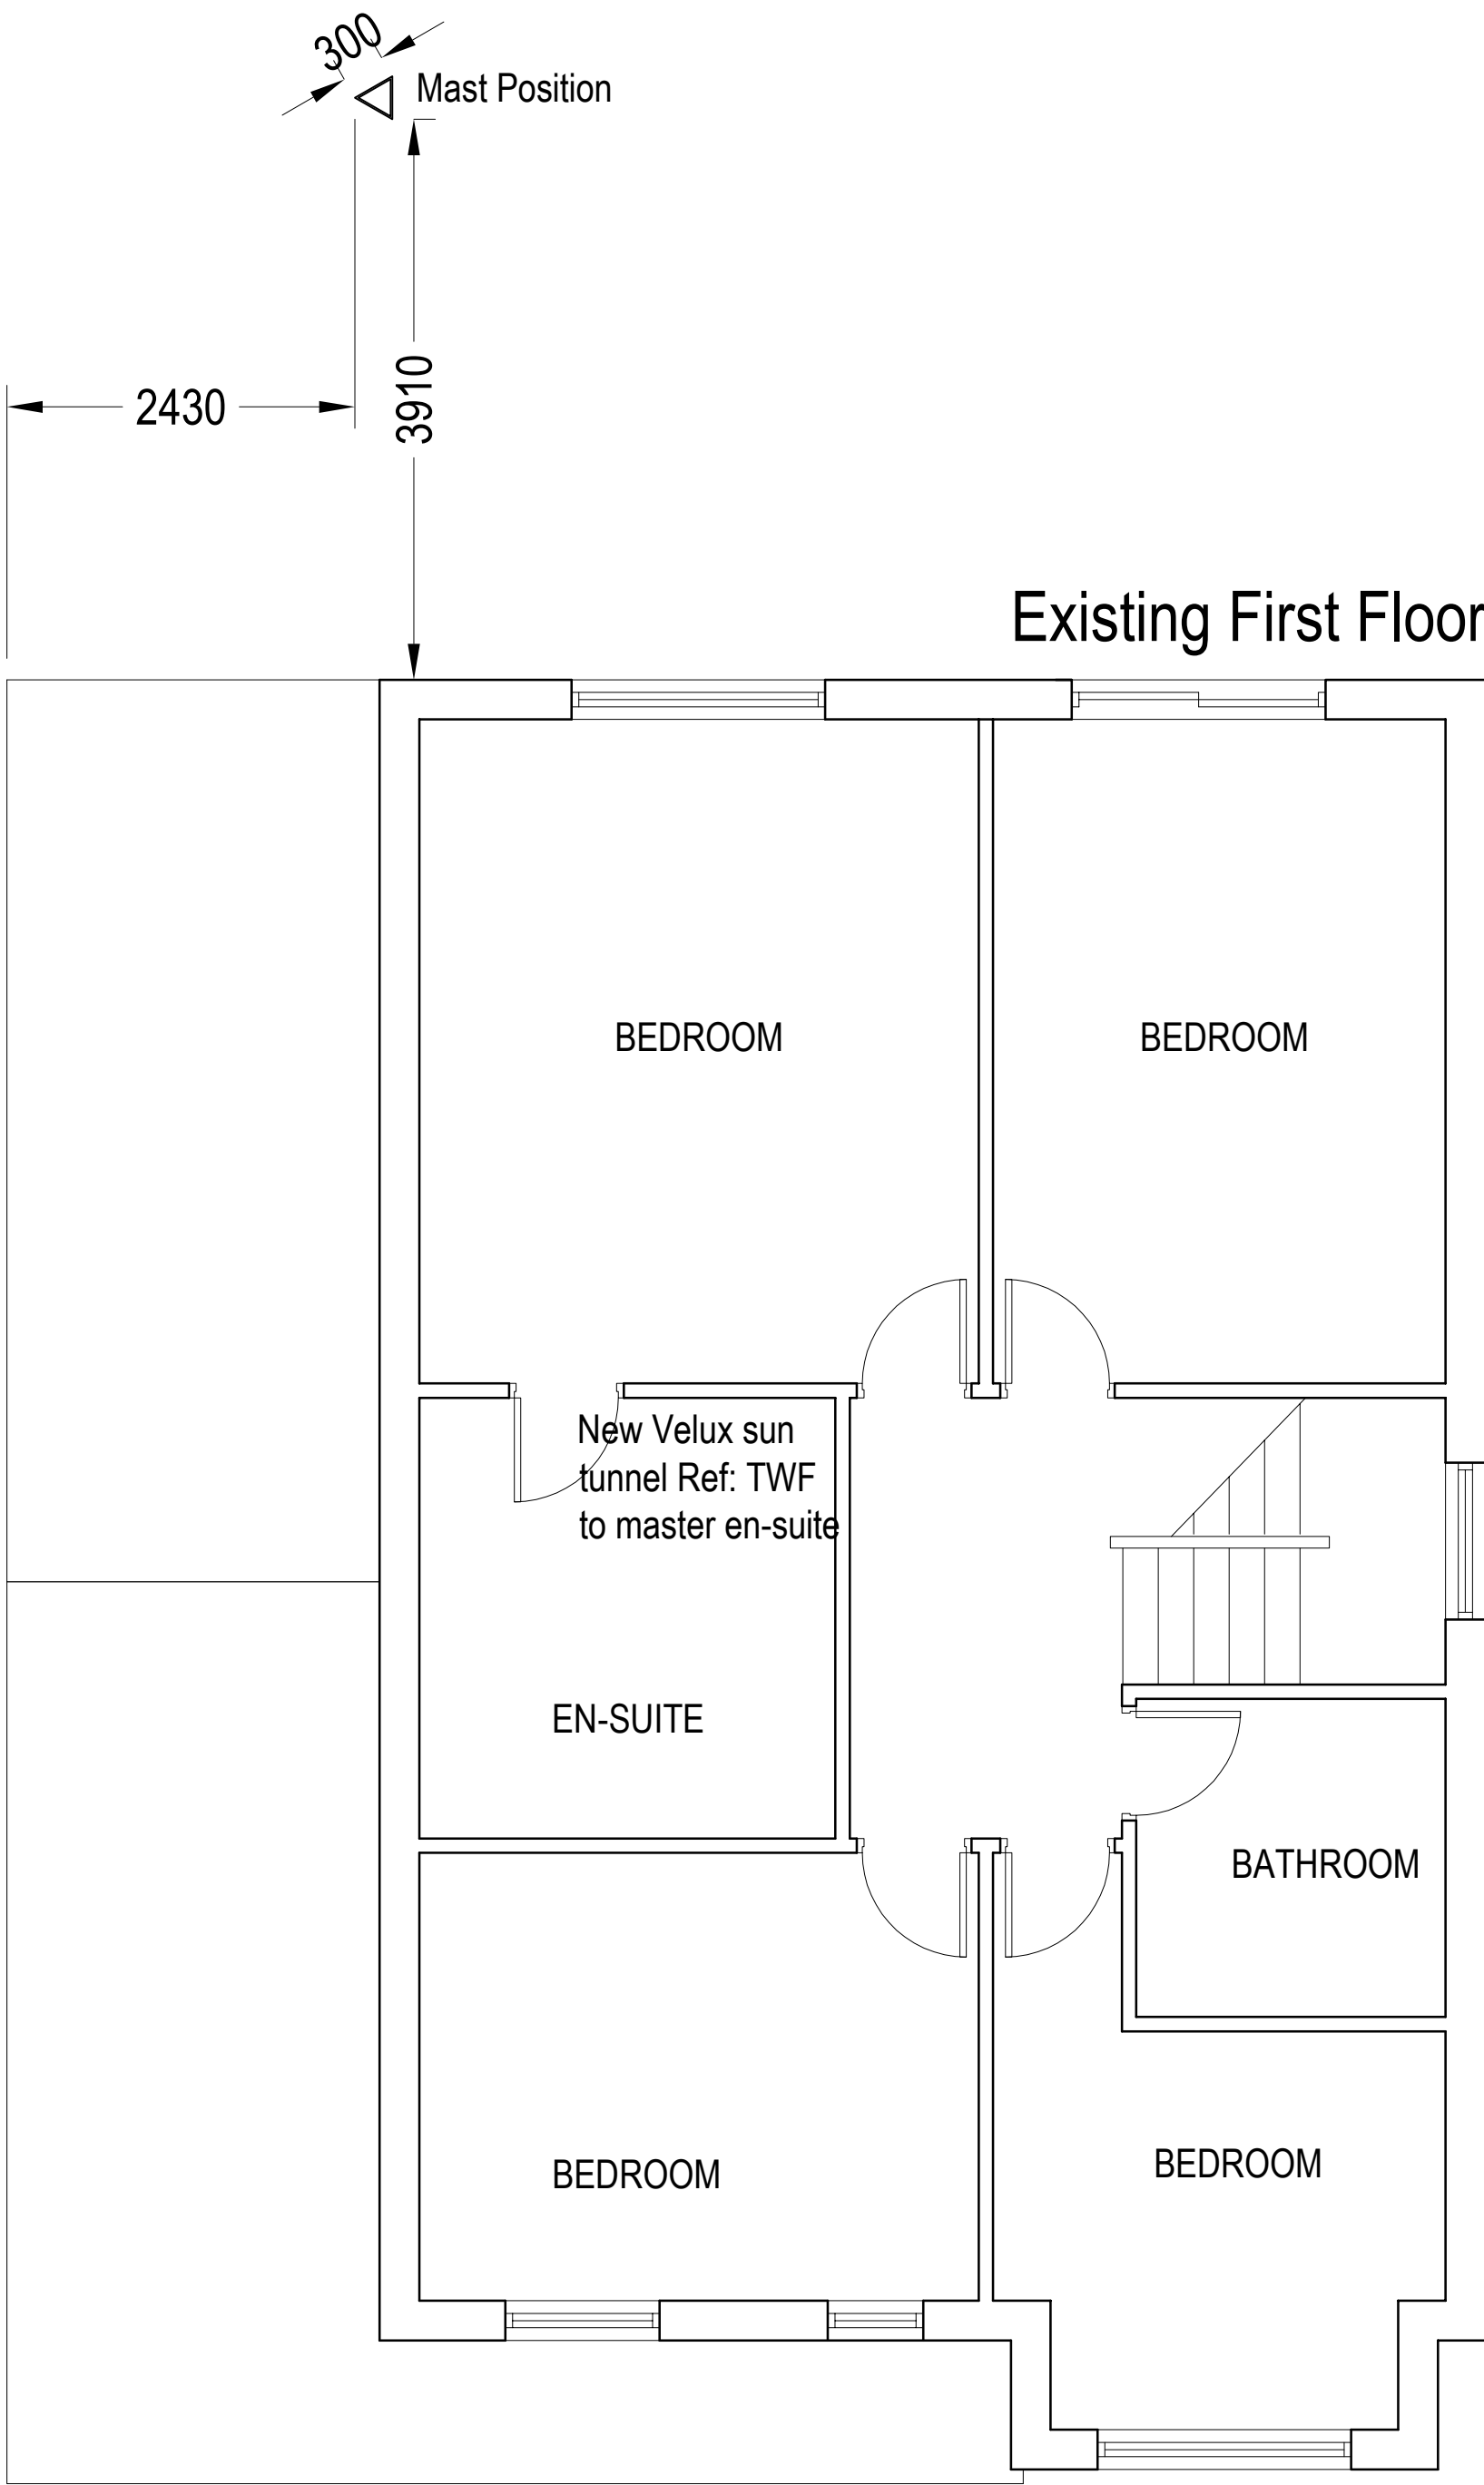 300
Mast Position
2430
3910
Existing First Floor
BEDROOM
BEDROOM
New Velux sun
tunnel Ref: TWF
to master en-suite
EN-SUITE
BATHROOM
BEDROOM
BEDROOM